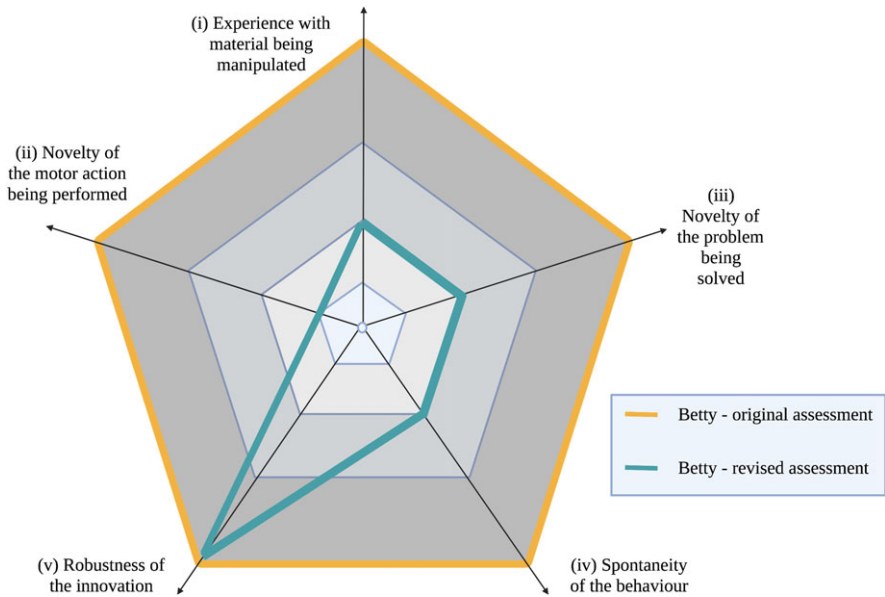 (i) Experience with
material being
manipulated
(ii) Novelty of
the motor action
being performed
(iii)
Novelty of
the problem
being
solved
Betty - original assessment
Betty - revised assessment
(v) Robustness of
the innovation
(iv) Spontaneity
of the behaviour